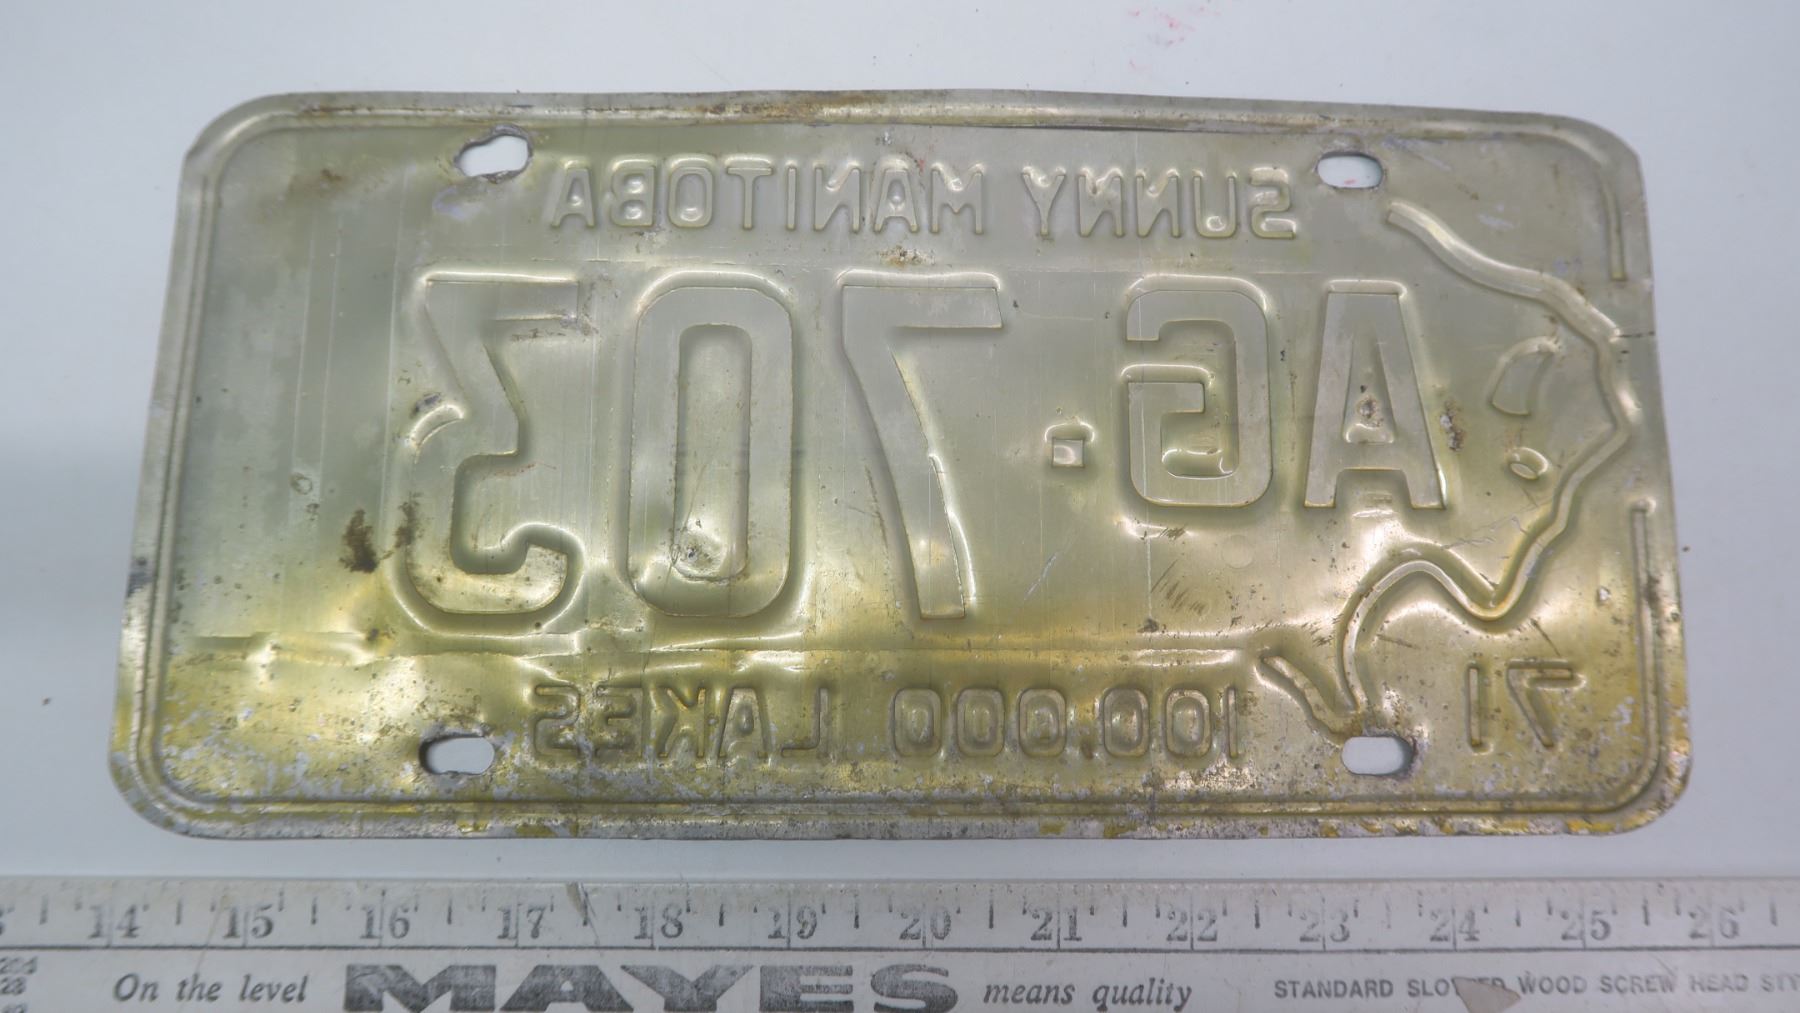 SUNNY MANITOBA
AG·703
71 100,000 LAKES
14 15 16 17 18 19 20 21 22 23 24 25 26
On the level MAYES means quality STANDARD SLOTTED WOOD SCREW HEAD